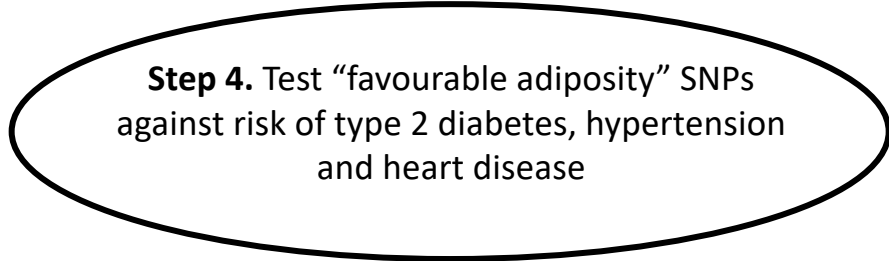 Step 4. Test “favourable adiposity” SNPs
against risk of type 2 diabetes, hypertension
and heart disease